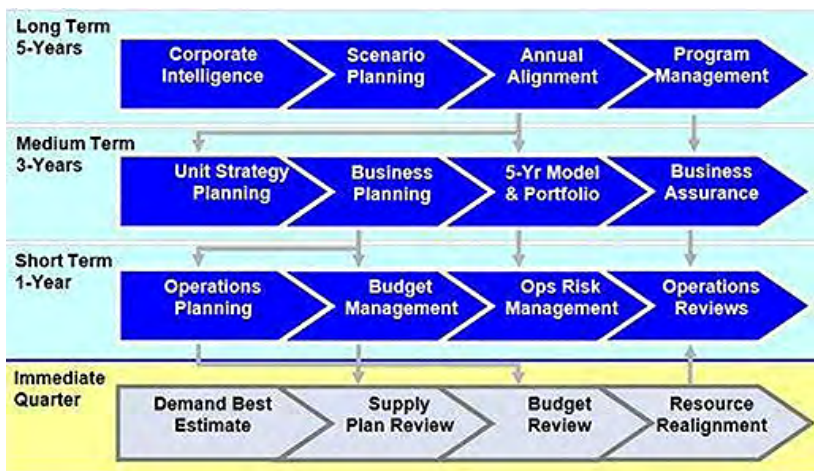 Long Term
5-Years
Corporate
Intelligence
Scenario
Planning
Annual
Alignment
Program
Management
Medium Term
3-Years
Unit Strategy
Planning
Business
Planning
5-Yr Model
& Portfolio
Business
Assurance
Short Term
1-Year
Operations
Planning
Budget
Management
Ops Risk
Management
Operations
Reviews
Immediate
Quarter
Demand Best
Estimate
Supply
Plan Review
Budget
Review
Resource
Realignment